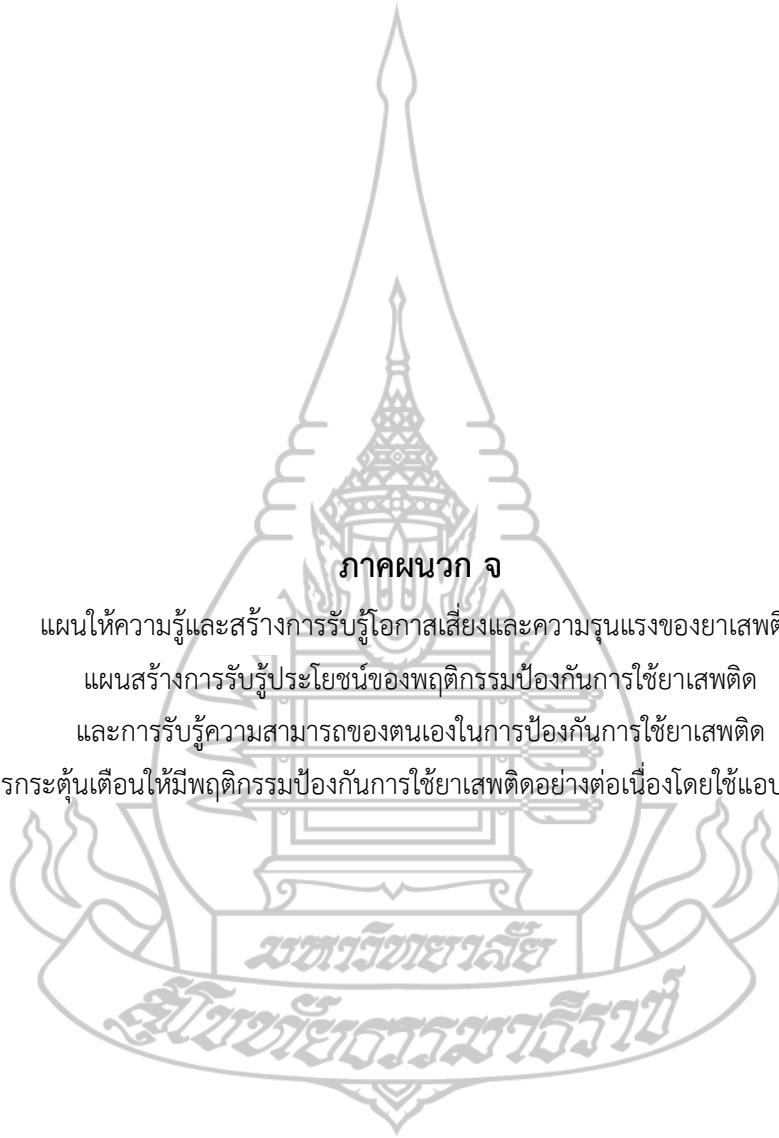 ภาคผนวก จ
แผนให้ความรู้และสร้างการรับรู้โอกาสเสี่ยงและความรุนแรงของยาเสพติ
แผนสร้างการรับรู้ประโยชน์ของพฤติกรรมป้องกันการใช้ยาเสพติด
และการรับรู้ความสามารถของตนเองในการป้องกันการใช้ยาเสพติด
รกระตุ้นเตือนให้มีพฤติกรรมป้องกันการใช้ยาเสพติดอย่างต่อเนื่องโดยใช้แอบ
มหาวิทยาลัย
สุโขทัยธรรมาธิราช